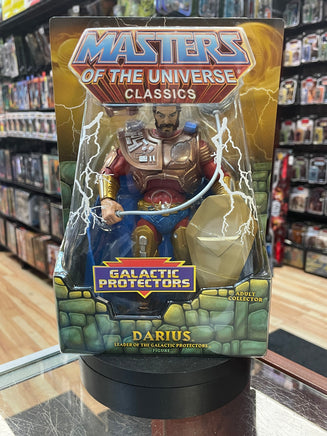 MASTERS
OF THE UNIVERSE
CLASSICS
GALACTIC
PROTECTORS
ADULT
COLLECTOR
DARIUS
LEADER OF THE GALACTIC PROTECTORS
FIGURE